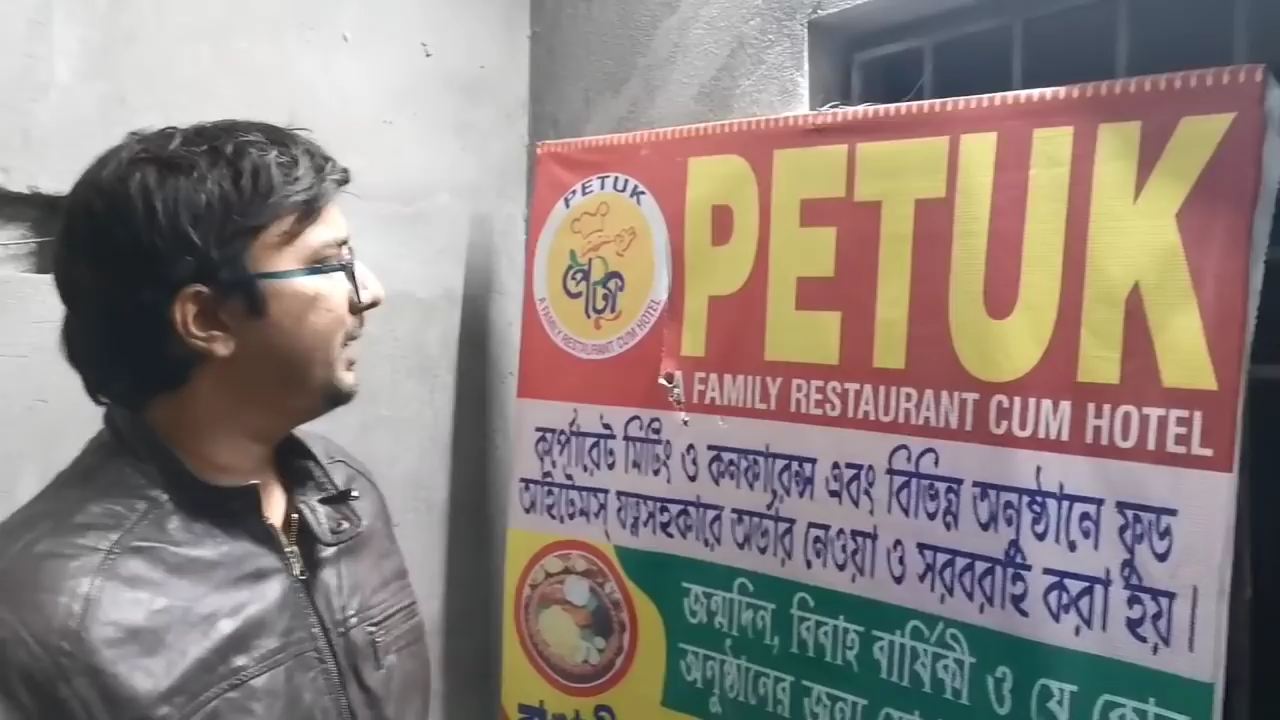 PETUK
PETUK
পেটুক
A FAMILY RESTAURANT CUM HOTEL
A FAMILY RESTAURANT CUM HOTEL
কর্পোরেট মিটিং ও কনফারেন্স এবং বিভিন্ন অনুষ্ঠানে ফুড
আইটেমস্ যত্নসহকারে অর্ডার নেওয়া ও সরবরাহ করা হয়।
জন্মদিন, বিবাহ বার্ষিকী ও যে কোন
অনুষ্ঠানের জন্য